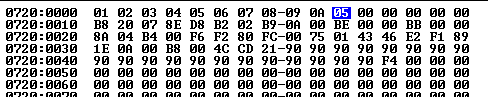 0720:0000 01 02 03 04 05 06 07 08-09 0A 05 00 00 00 00 00
0720:0010 B8 20 07 8E D8 B2 02 B9-0A 00 BE 00 00 BB 00 00
0720:0020 8A 04 B4 00 F6 F2 80 FC-00 75 01 43 46 E2 F1 89
0720:0030 1E 0A 00 B8 00 4C CD 21-90 90 90 90 90 90 90 90
0720:0040 90 90 90 90 90 90 90 90-90 90 90 90 F4 00 00 00
0720:0050 00 00 00 00 00 00 00 00-00 00 00 00 00 00 00 00
0720:0060 00 00 00 00 00 00 00 00-00 00 00 00 00 00 00 00